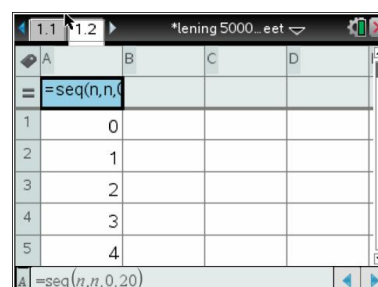 1.1 1.2 *lening 5000...eet
A B C D
= =seq(n,n,0
1 0
2 1
3 2
4 3
5 4
A =seq(n,n,0,20)